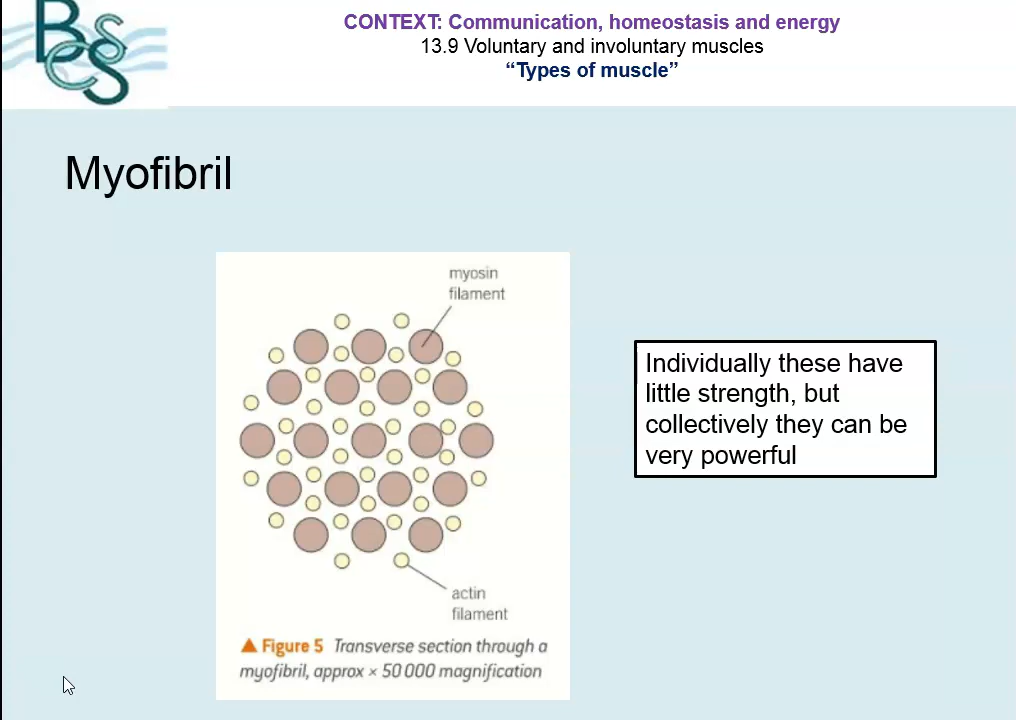 BCSS
CONTEXT: Communication, homeostasis and energy
13.9 Voluntary and involuntary muscles
“Types of muscle”
Myofibril
myosin
filament
Individually these have
little strength, but
collectively they can be
very powerful
actin
filament
▲ Figure 5 Transverse section through a
myofibril, approx × 50 000 magnification